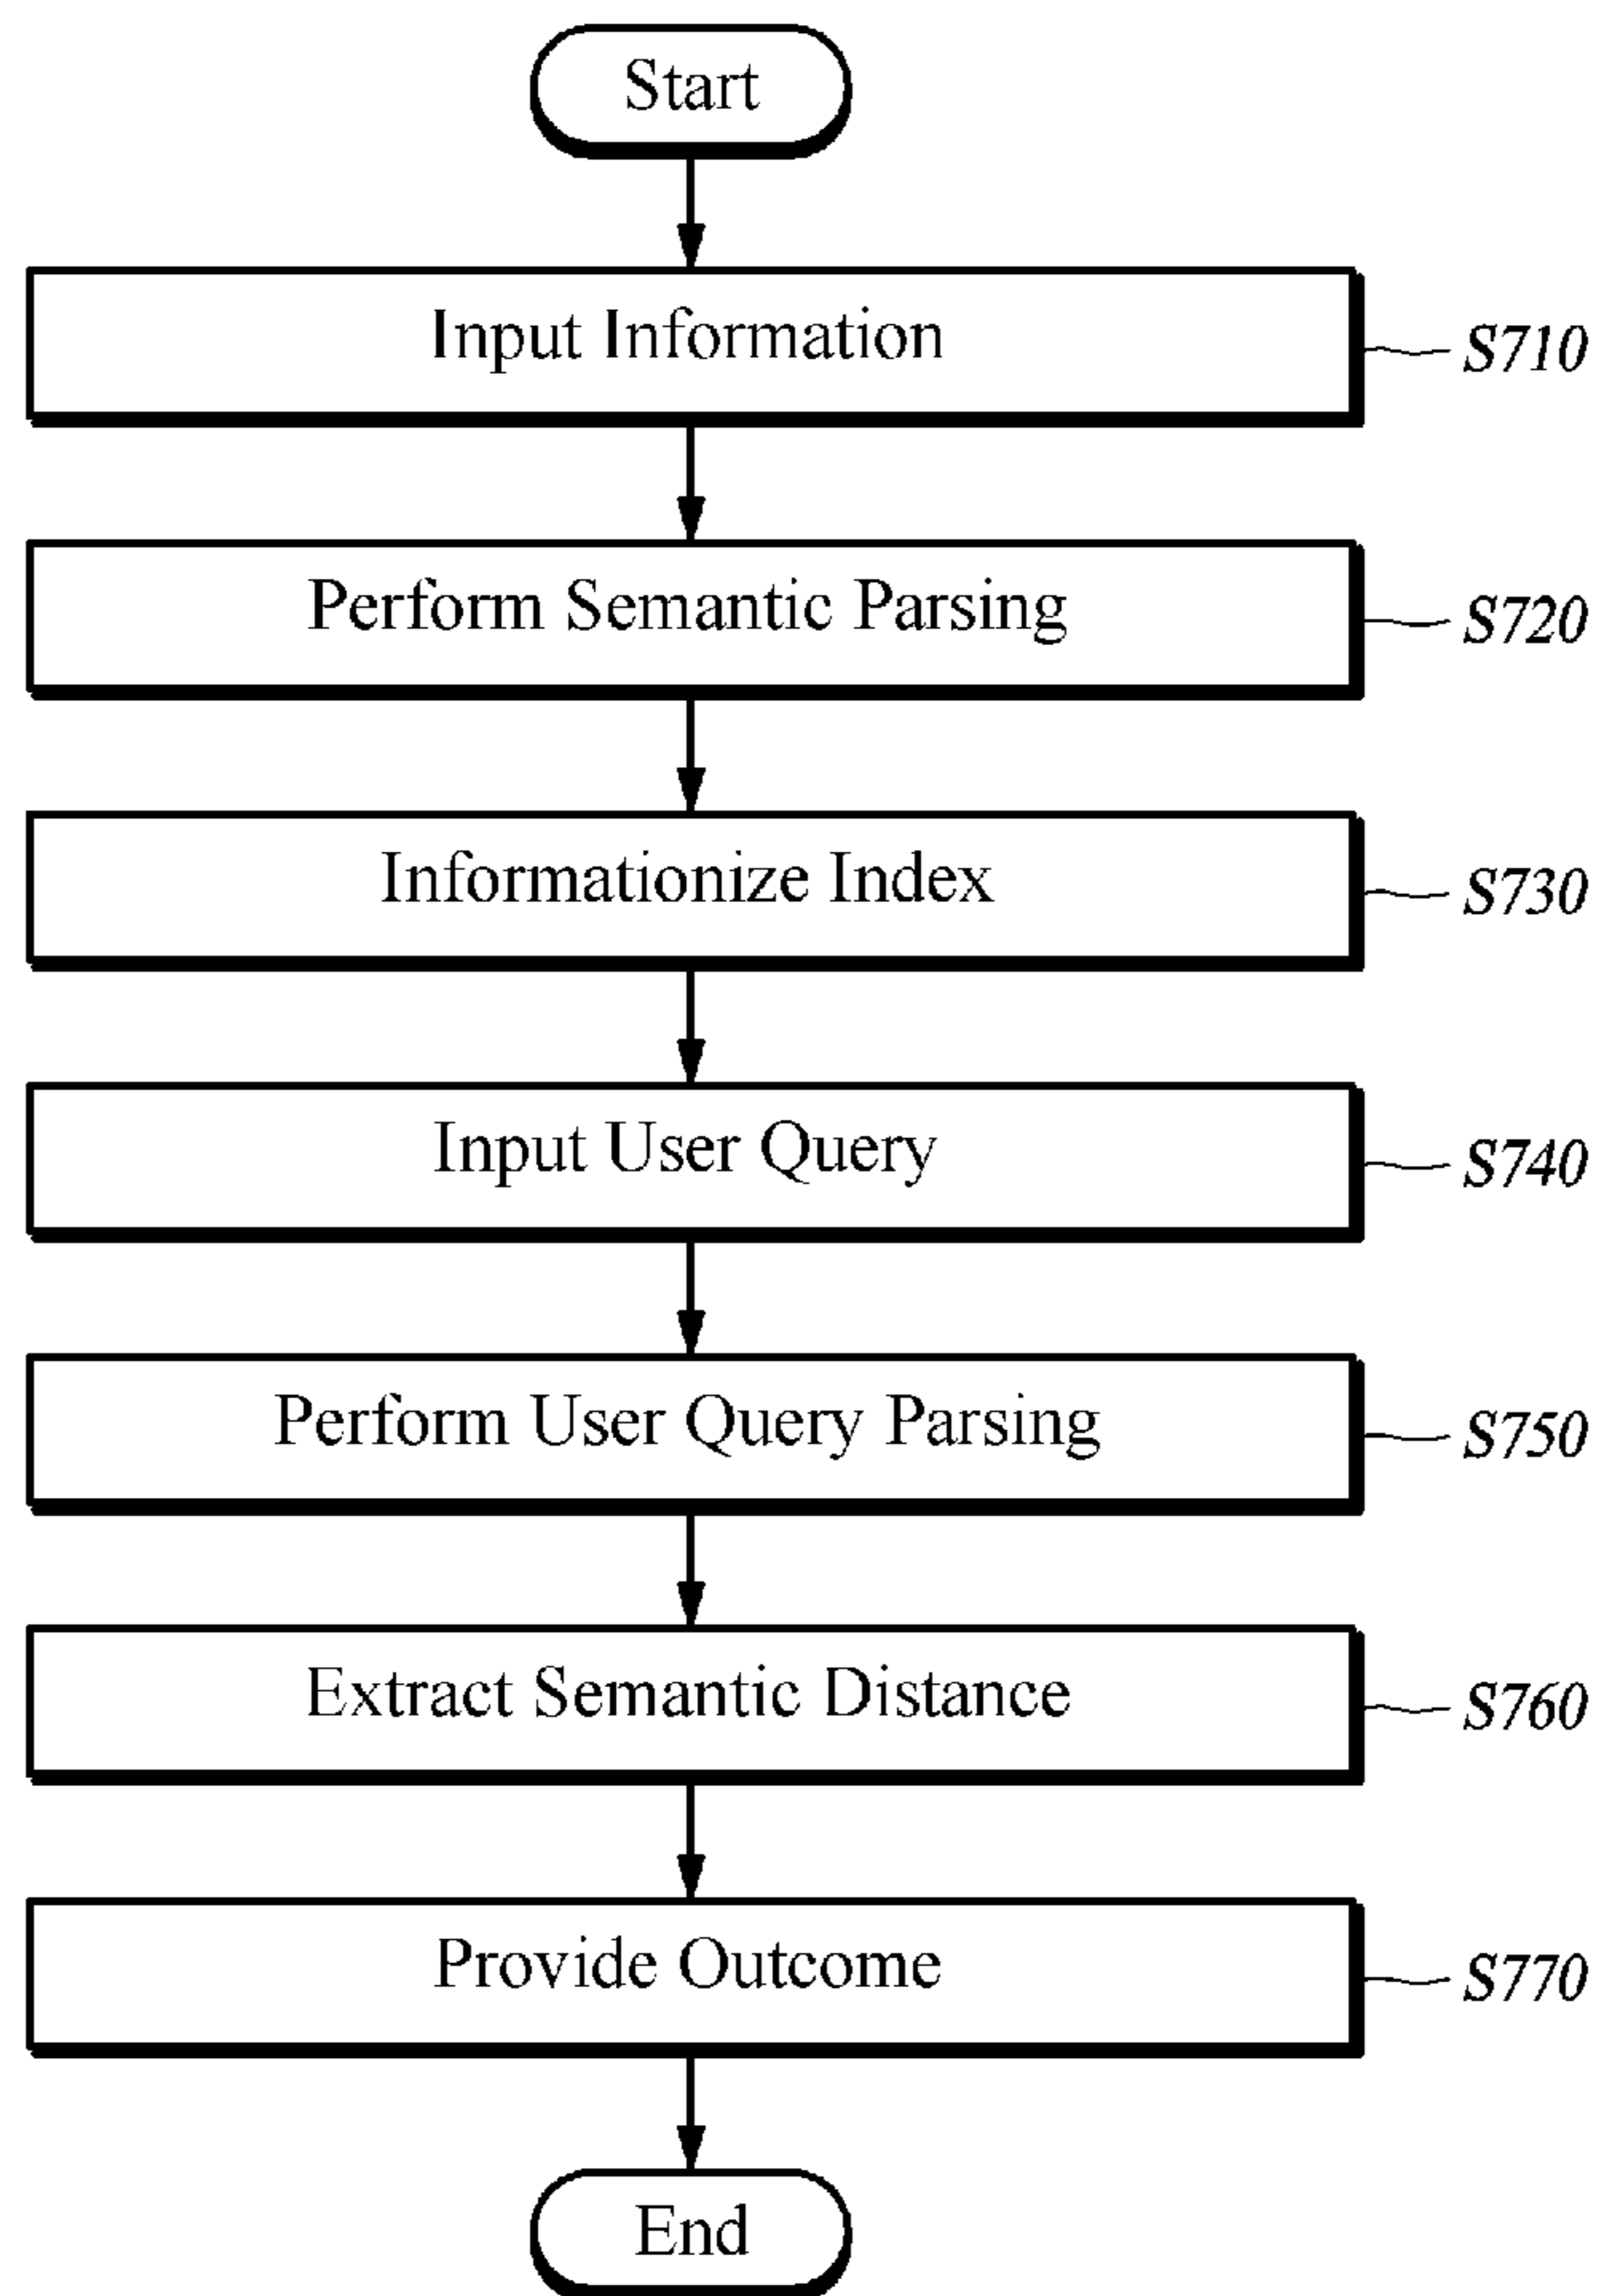 Start
Input Information
S710
Perform Semantic Parsing
S720
Informationize Index
S730
Input User Query
S740
Perform User Query Parsing
S750
Extract Semantic Distance
S760
Provide Outcome
S770
End